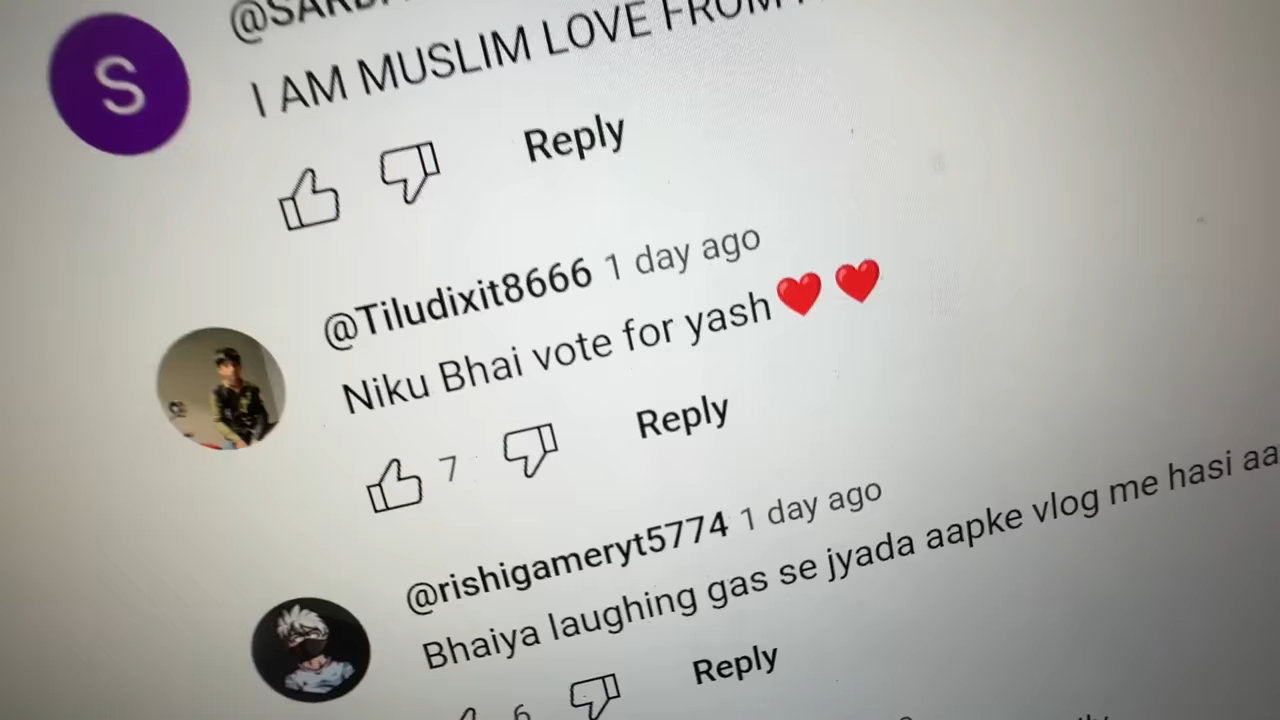 S
I AM MUSLIM LOVE FROM
Reply
@Tiludixit8666 1 day ago
Niku Bhai vote for yash❤️❤️
7
Reply
@rishigameryt5774 1 day ago
Bhaiya laughing gas se jyada aapke vlog me hasi
6
Reply